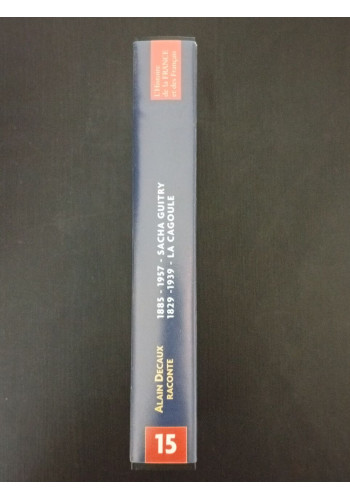 L'Histoire
de la FRANCE
et des Français
1885 - 1957 - SACHA GUITRY
1829 -1939 - LA CAGOULE
ALAIN DECAUX
RACONTE
15